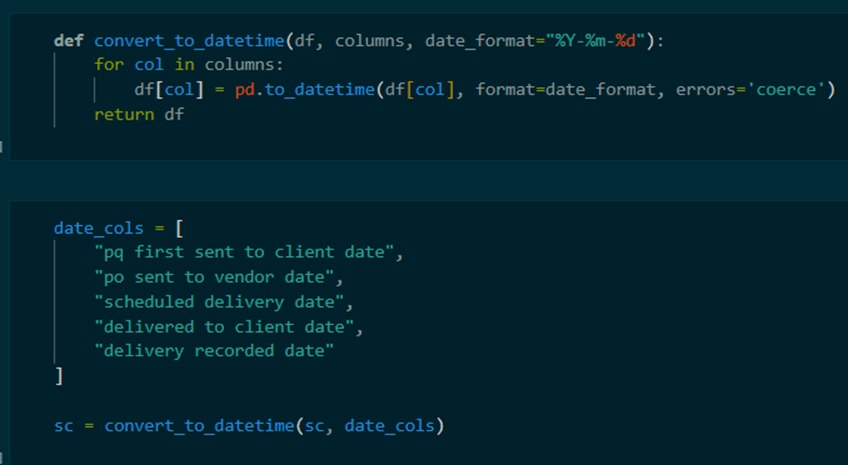 def convert_to_datetime(df, columns, date_format="%Y-%m-%d"):
    for col in columns:
        df[col] = pd.to_datetime(df[col], format=date_format, errors='coerce')
    return df
date_cols = [
    "pq first sent to client date",
    "po sent to vendor date",
    "scheduled delivery date",
    "delivered to client date",
    "delivery recorded date"
]
sc = convert_to_datetime(sc, date_cols)